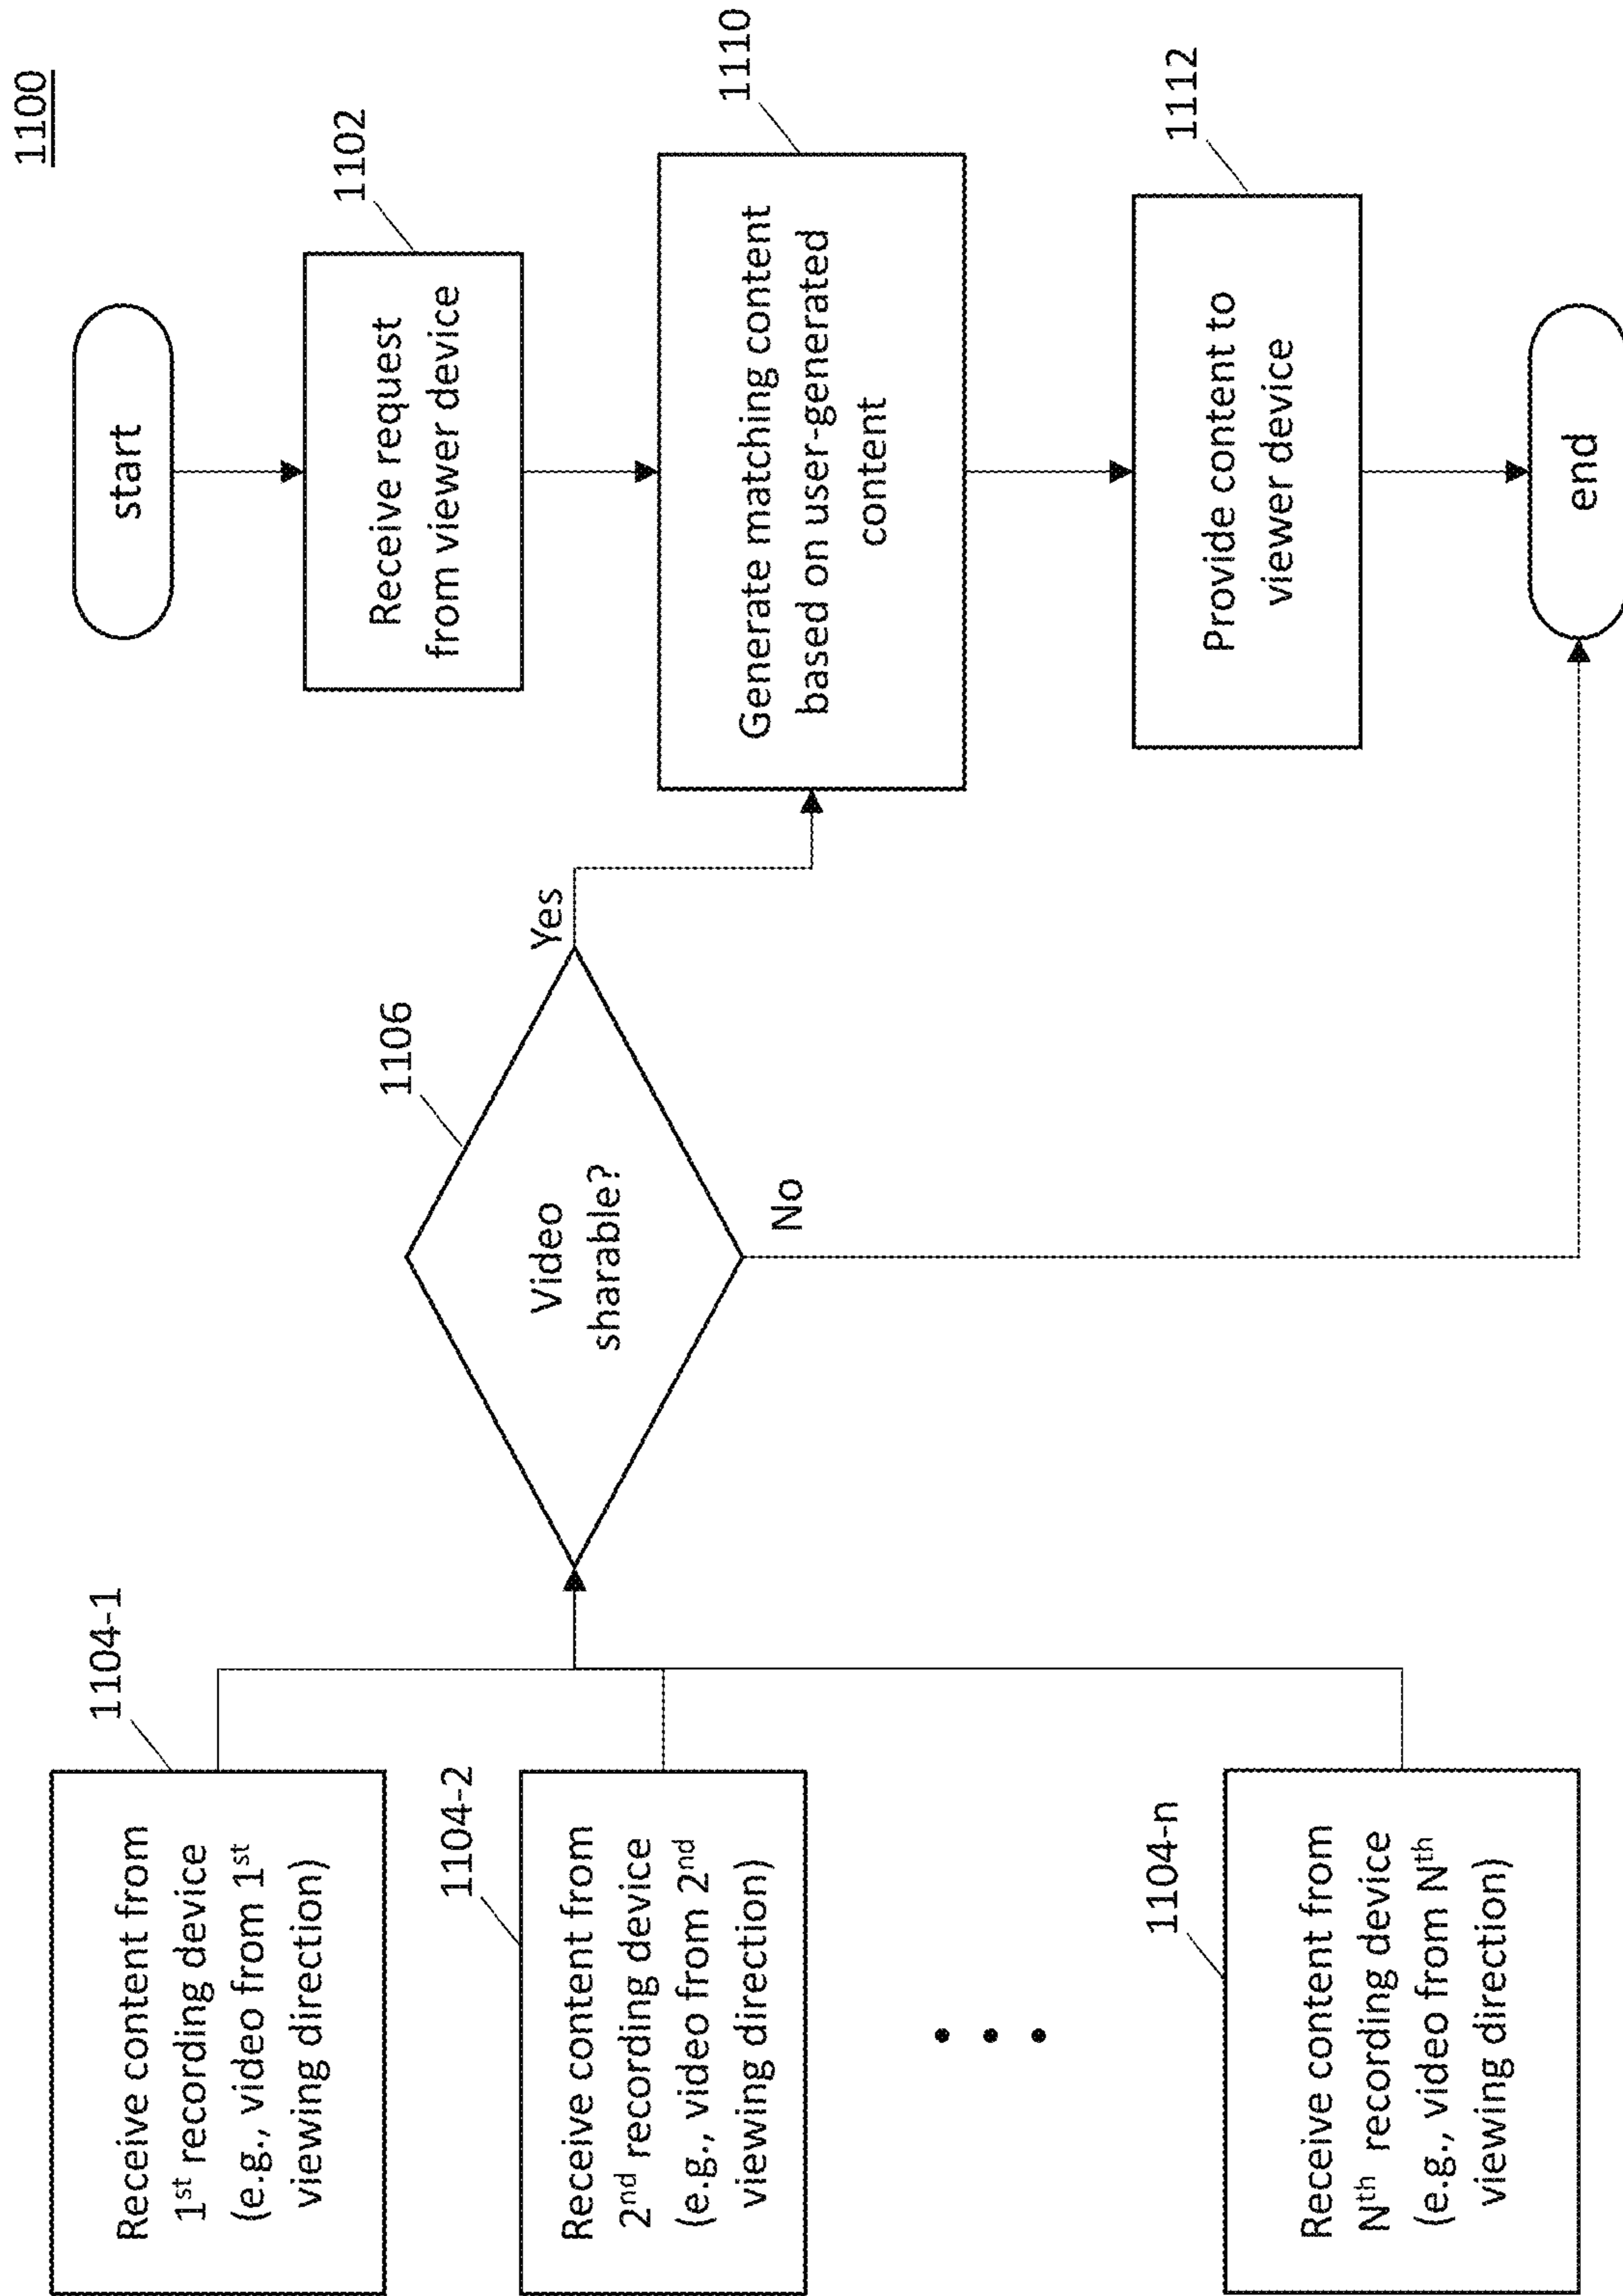 1100
start
1102
Receive request
from viewer device
1110
Generate matching content
based on user-generated
content
1112
Provide content to
viewer device
end
1106
Video
sharable?
Yes
No
1104-1
Receive content from
1st recording device
(e.g., video from 1st
viewing direction)
1104-2
Receive content from
2nd recording device
(e.g., video from 2nd
viewing direction)
• • •
1104-n
Receive content from
Nth recording device
(e.g., video from Nth
viewing direction)